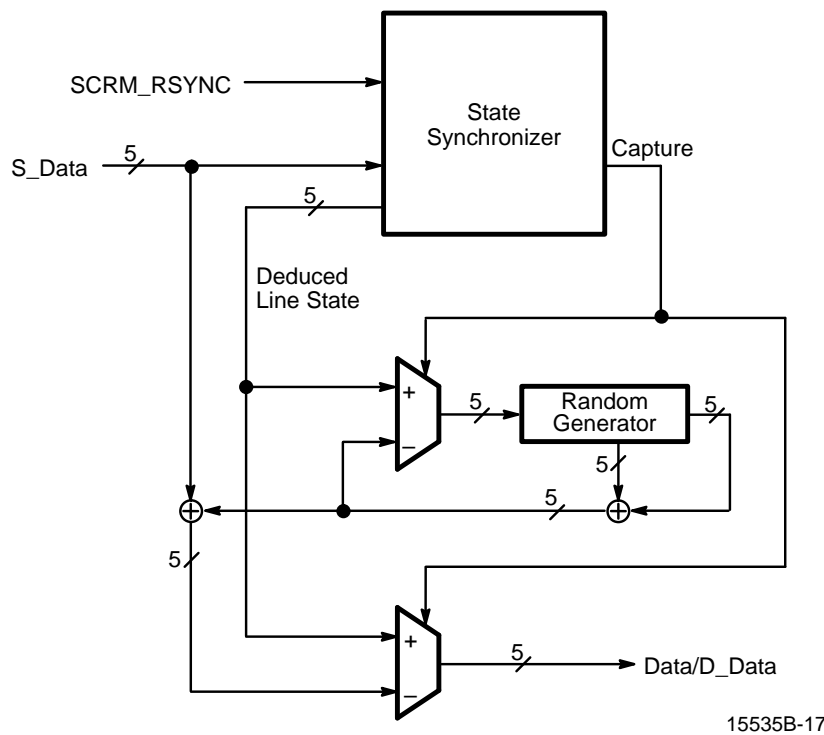 SCRM_RSYNC
State
Synchronizer
Capture
S_Data
5
5
Deduced
Line State
+
–
5
Random
Generator
5
5
5
+
+
5
+
–
5
Data/D_Data
15535B-17